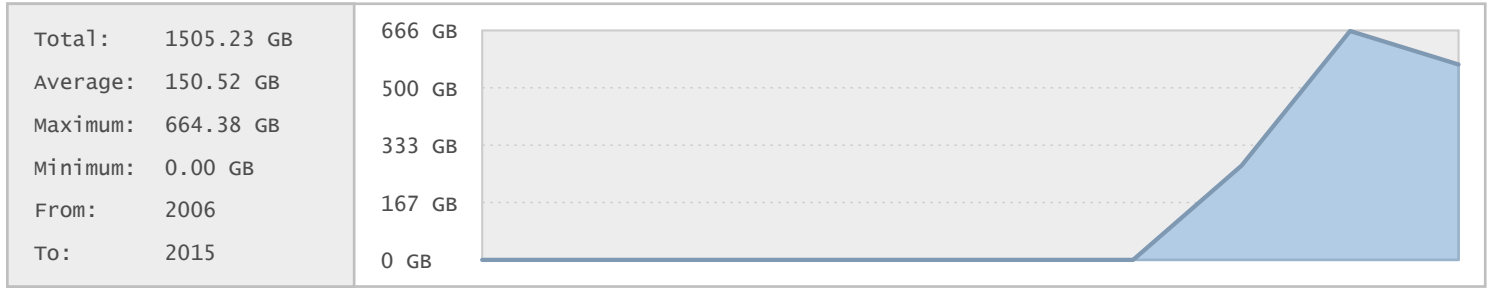 Total: 1505.23 GB
Average: 150.52 GB
Maximum: 664.38 GB
Minimum: 0.00 GB
From: 2006
To: 2015
666 GB
500 GB
333 GB
167 GB
0 GB